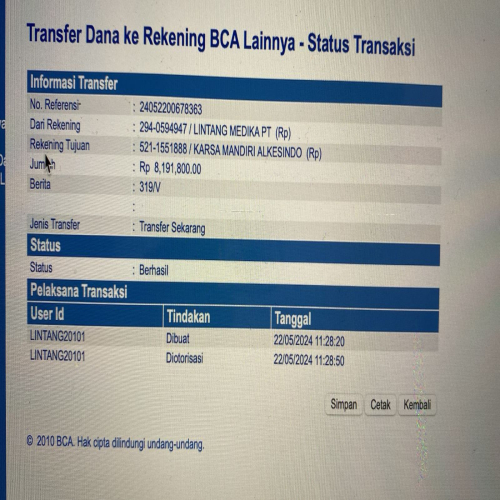 Transfer Dana ke Rekening BCA Lainnya - Status Transaksi
Informasi Transfer
No. Referensi : 24052200678363
Dari Rekening : 294-0594947 / LINTANG MEDIKA PT (Rp)
Rekening Tujuan : 521-1551888 / KARSA MANDIRI ALKESINDO (Rp)
: Rp 8,191,800.00
Berita : 319/V
:
Jenis Transfer : Transfer Sekarang
Status
Status : Berhasil
Pelaksana Transaksi
User Id Tindakan Tanggal
LINTANG20101 Dibuat 22/05/2024 11:28:20
LINTANG20101 Diotorisasi 22/05/2024 11:28:50
Simpan Cetak Kembali
© 2010 BCA. Hak cipta dilindungi undang-undang.